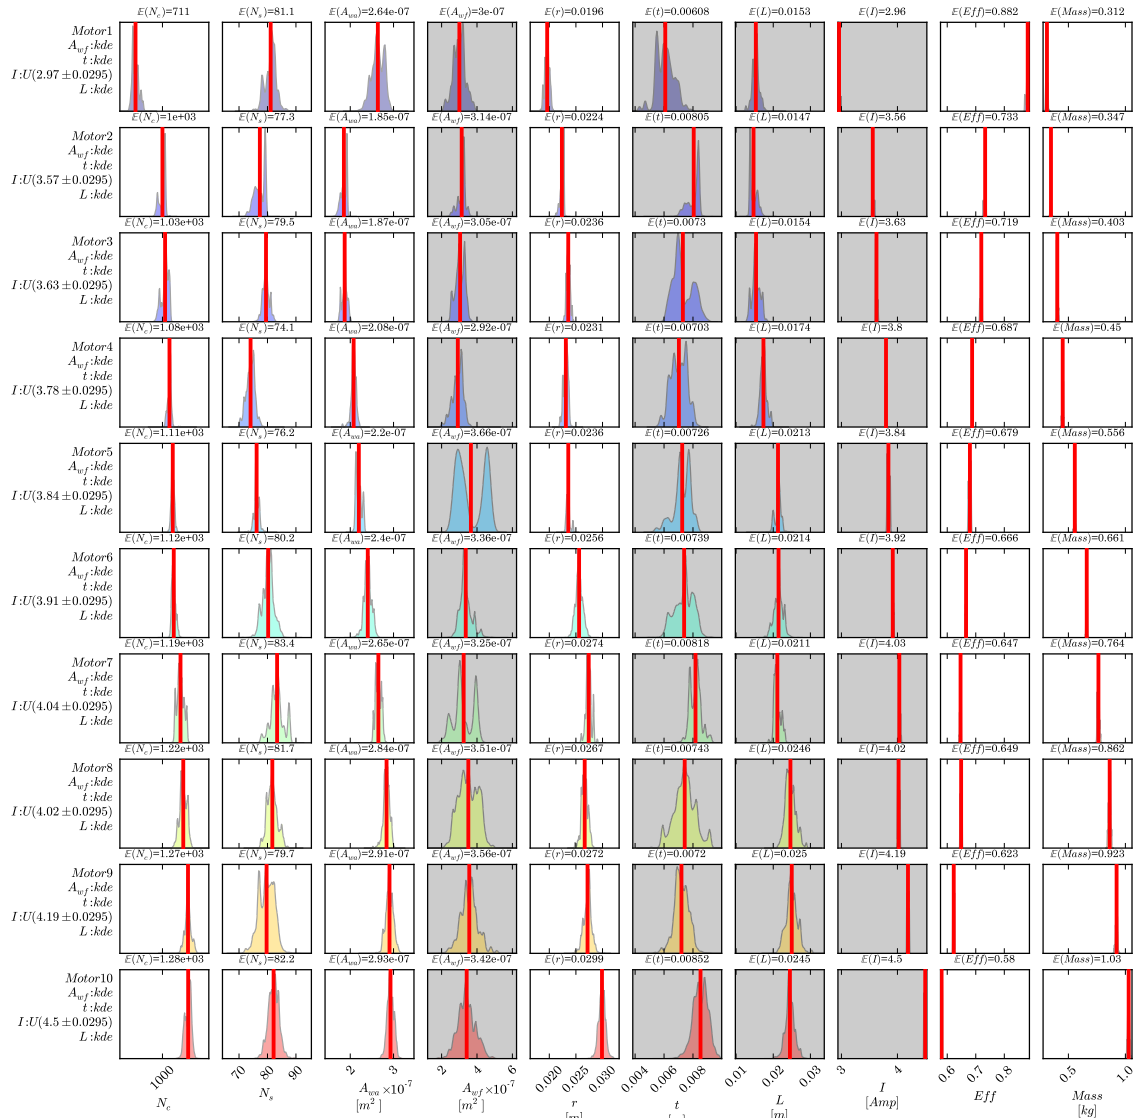 𝔼(N_c)=711 𝔼(N_s)=81.1 𝔼(A_wa)=2.64e-07 𝔼(A_wf)=3e-07 𝔼(r)=0.0196 𝔼(t)=0.00608 𝔼(L)=0.0153 𝔼(I)=2.96 𝔼(Eff)=0.882 𝔼(Mass)=0.312
Motor1
A_wf:kde
t:kde
I:U(2.97±0.0295)
L:kde
𝔼(N_c)=1e+03 𝔼(N_s)=77.3 𝔼(A_wa)=1.85e-07 𝔼(A_wf)=3.14e-07 𝔼(r)=0.0224 𝔼(t)=0.00805 𝔼(L)=0.0147 𝔼(I)=3.56 𝔼(Eff)=0.733 𝔼(Mass)=0.347
Motor2
A_wf:kde
t:kde
I:U(3.57±0.0295)
L:kde
𝔼(N_c)=1.03e+03 𝔼(N_s)=79.5 𝔼(A_wa)=1.87e-07 𝔼(A_wf)=3.05e-07 𝔼(r)=0.0236 𝔼(t)=0.0073 𝔼(L)=0.0154 𝔼(I)=3.63 𝔼(Eff)=0.719 𝔼(Mass)=0.403
Motor3
A_wf:kde
t:kde
I:U(3.63±0.0295)
L:kde
𝔼(N_c)=1.08e+03 𝔼(N_s)=74.1 𝔼(A_wa)=2.08e-07 𝔼(A_wf)=2.92e-07 𝔼(r)=0.0231 𝔼(t)=0.00703 𝔼(L)=0.0174 𝔼(I)=3.8 𝔼(Eff)=0.687 𝔼(Mass)=0.45
Motor4
A_wf:kde
t:kde
I:U(3.78±0.0295)
L:kde
𝔼(N_c)=1.11e+03 𝔼(N_s)=76.2 𝔼(A_wa)=2.2e-07 𝔼(A_wf)=3.66e-07 𝔼(r)=0.0236 𝔼(t)=0.00726 𝔼(L)=0.0213 𝔼(I)=3.84 𝔼(Eff)=0.679 𝔼(Mass)=0.556
Motor5
A_wf:kde
t:kde
I:U(3.84±0.0295)
L:kde
𝔼(N_c)=1.12e+03 𝔼(N_s)=80.2 𝔼(A_wa)=2.4e-07 𝔼(A_wf)=3.36e-07 𝔼(r)=0.0256 𝔼(t)=0.00739 𝔼(L)=0.0214 𝔼(I)=3.92 𝔼(Eff)=0.666 𝔼(Mass)=0.661
Motor6
A_wf:kde
t:kde
I:U(3.91±0.0295)
L:kde
𝔼(N_c)=1.19e+03 𝔼(N_s)=83.4 𝔼(A_wa)=2.65e-07 𝔼(A_wf)=3.25e-07 𝔼(r)=0.0274 𝔼(t)=0.00818 𝔼(L)=0.0211 𝔼(I)=4.03 𝔼(Eff)=0.647 𝔼(Mass)=0.764
Motor7
A_wf:kde
t:kde
I:U(4.04±0.0295)
L:kde
𝔼(N_c)=1.22e+03 𝔼(N_s)=81.7 𝔼(A_wa)=2.84e-07 𝔼(A_wf)=3.51e-07 𝔼(r)=0.0267 𝔼(t)=0.00743 𝔼(L)=0.0246 𝔼(I)=4.02 𝔼(Eff)=0.649 𝔼(Mass)=0.862
Motor8
A_wf:kde
t:kde
I:U(4.02±0.0295)
L:kde
𝔼(N_c)=1.27e+03 𝔼(N_s)=79.7 𝔼(A_wa)=2.91e-07 𝔼(A_wf)=3.56e-07 𝔼(r)=0.0272 𝔼(t)=0.0072 𝔼(L)=0.025 𝔼(I)=4.19 𝔼(Eff)=0.623 𝔼(Mass)=0.923
Motor9
A_wf:kde
t:kde
I:U(4.19±0.0295)
L:kde
𝔼(N_c)=1.28e+03 𝔼(N_s)=82.2 𝔼(A_wa)=2.93e-07 𝔼(A_wf)=3.42e-07 𝔼(r)=0.0299 𝔼(t)=0.00852 𝔼(L)=0.0245 𝔼(I)=4.5 𝔼(Eff)=0.58 𝔼(Mass)=1.03
Motor10
A_wf:kde
t:kde
I:U(4.5±0.0295)
L:kde
1000 70 80 90 2 3 2 4 6 0.020 0.025 0.030 0.004 0.006 0.008 0.01 0.02 0.03 3 4 0.6 0.7 0.8 0.5 1.0
N_c N_s A_wa×10⁻⁷ A_wf×10⁻⁷ r t L I Eff Mass
[m²] [m²] [m] [Amp] [kg]